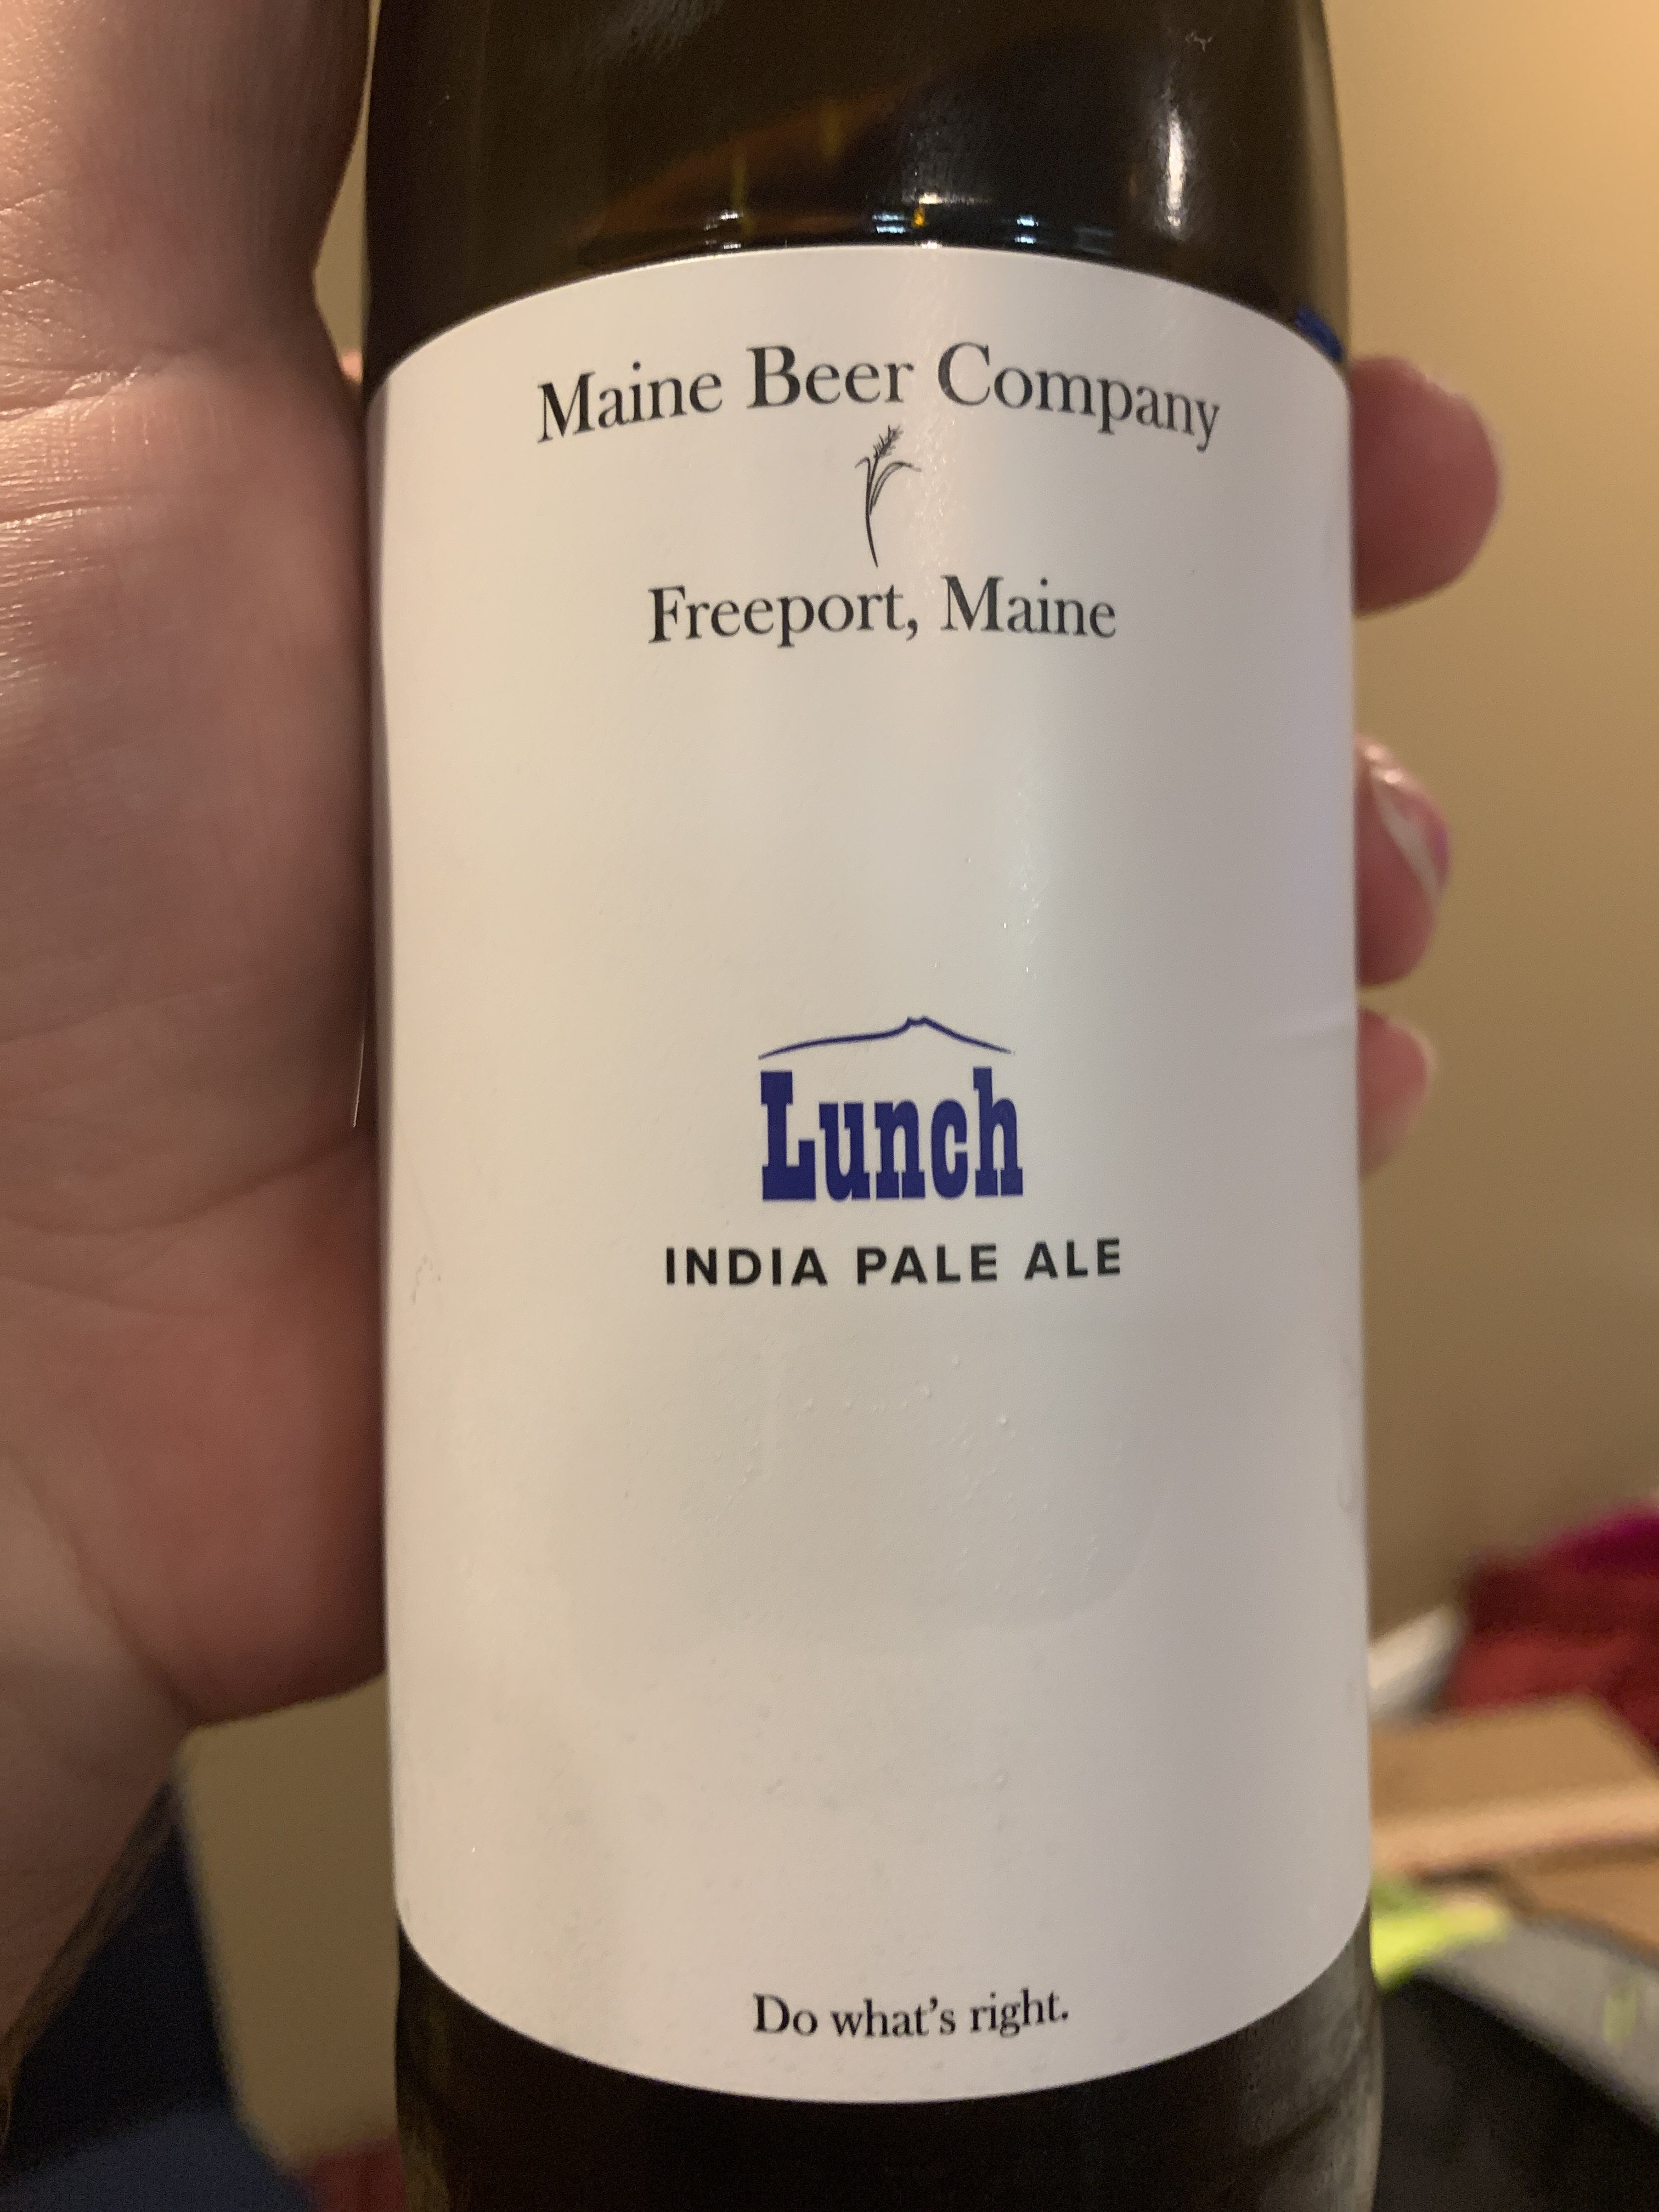 Maine Beer Company
Freeport, Maine
Lunch
INDIA PALE ALE
Do what's right.